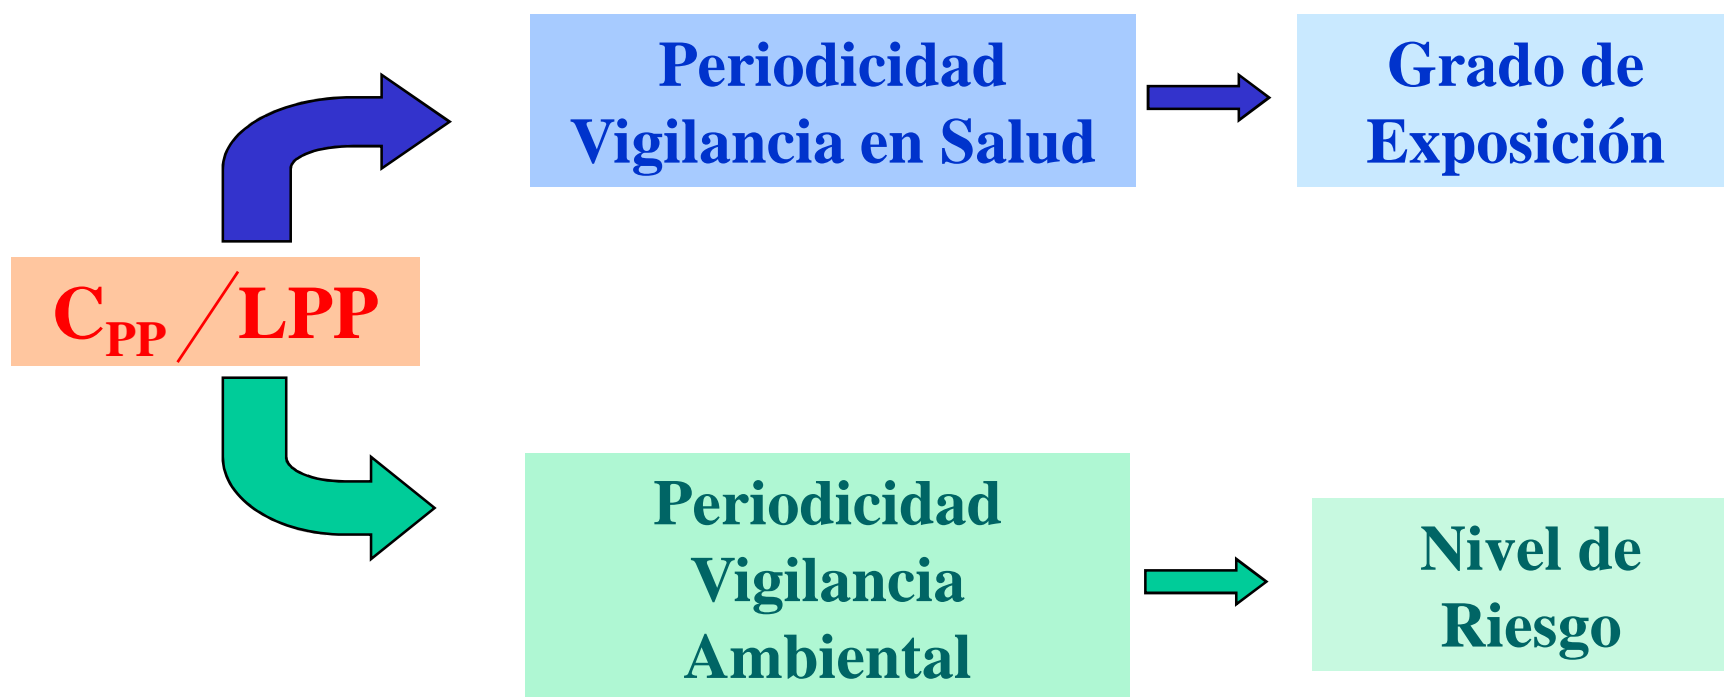 Periodicidad
Vigilancia en Salud
Grado de
Exposición
CPP / LPP
Periodicidad
Vigilancia
Ambiental
Nivel de
Riesgo